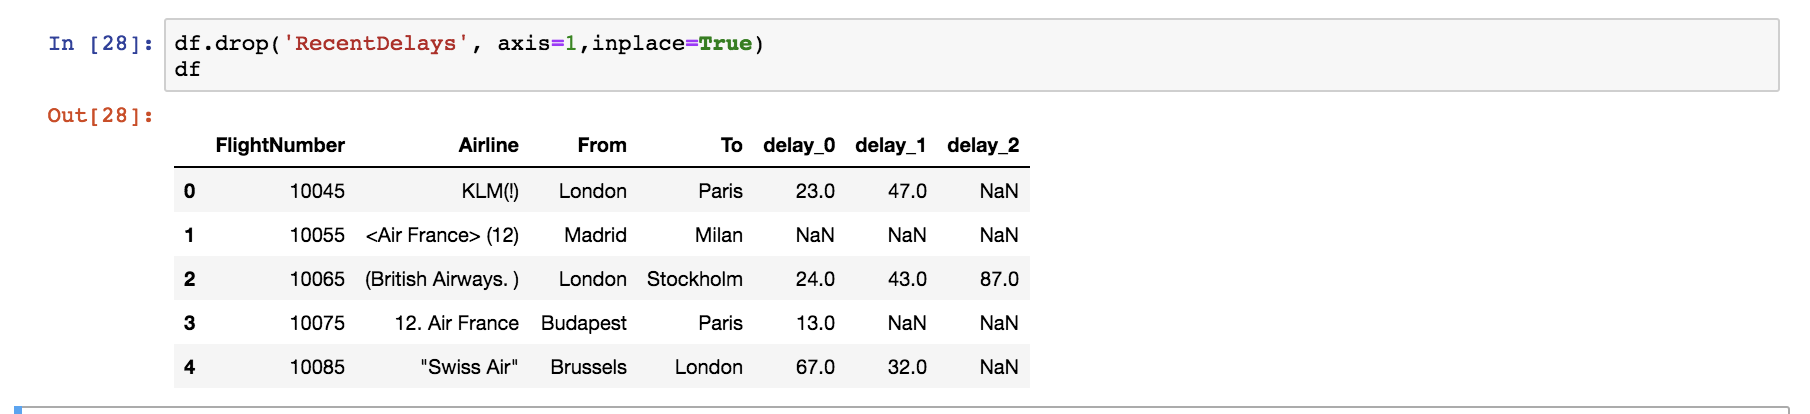 In [28]: df.drop('RecentDelays', axis=1,inplace=True)
df
Out[28]:
FlightNumber Airline From To delay_0 delay_1 delay_2
0 10045 KLM(!) London Paris 23.0 47.0 NaN
1 10055 <Air France> (12) Madrid Milan NaN NaN NaN
2 10065 (British Airways. ) London Stockholm 24.0 43.0 87.0
3 10075 12. Air France Budapest Paris 13.0 NaN NaN
4 10085 "Swiss Air" Brussels London 67.0 32.0 NaN